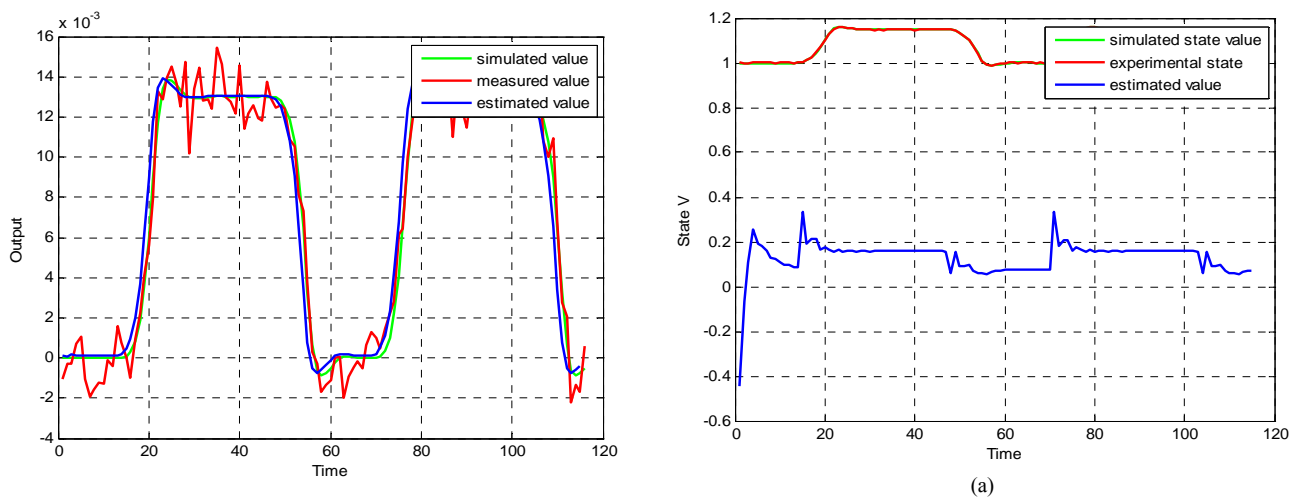 x 10⁻³
16
14
12
10
8
6
4
2
0
-2
-4
0
20
40
60
80
100
120
Output
Time
simulated value
measured value
estimated value
1.2
1
0.8
0.6
0.4
0.2
0
-0.2
-0.4
-0.6
0
20
40
60
80
100
120
State V
Time
simulated state value
experimental state
estimated value
(a)